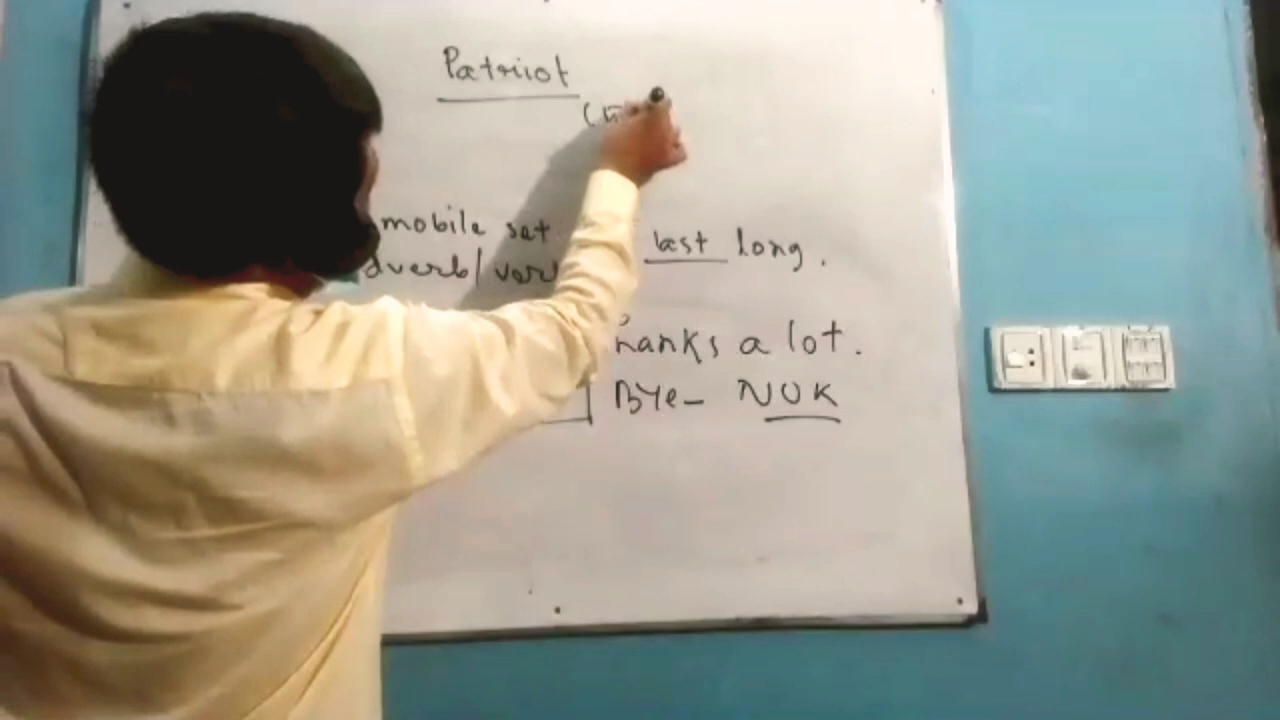 Patriot
mobile set last long.
dverb/ver
hanks a lot.
BYe- NUK